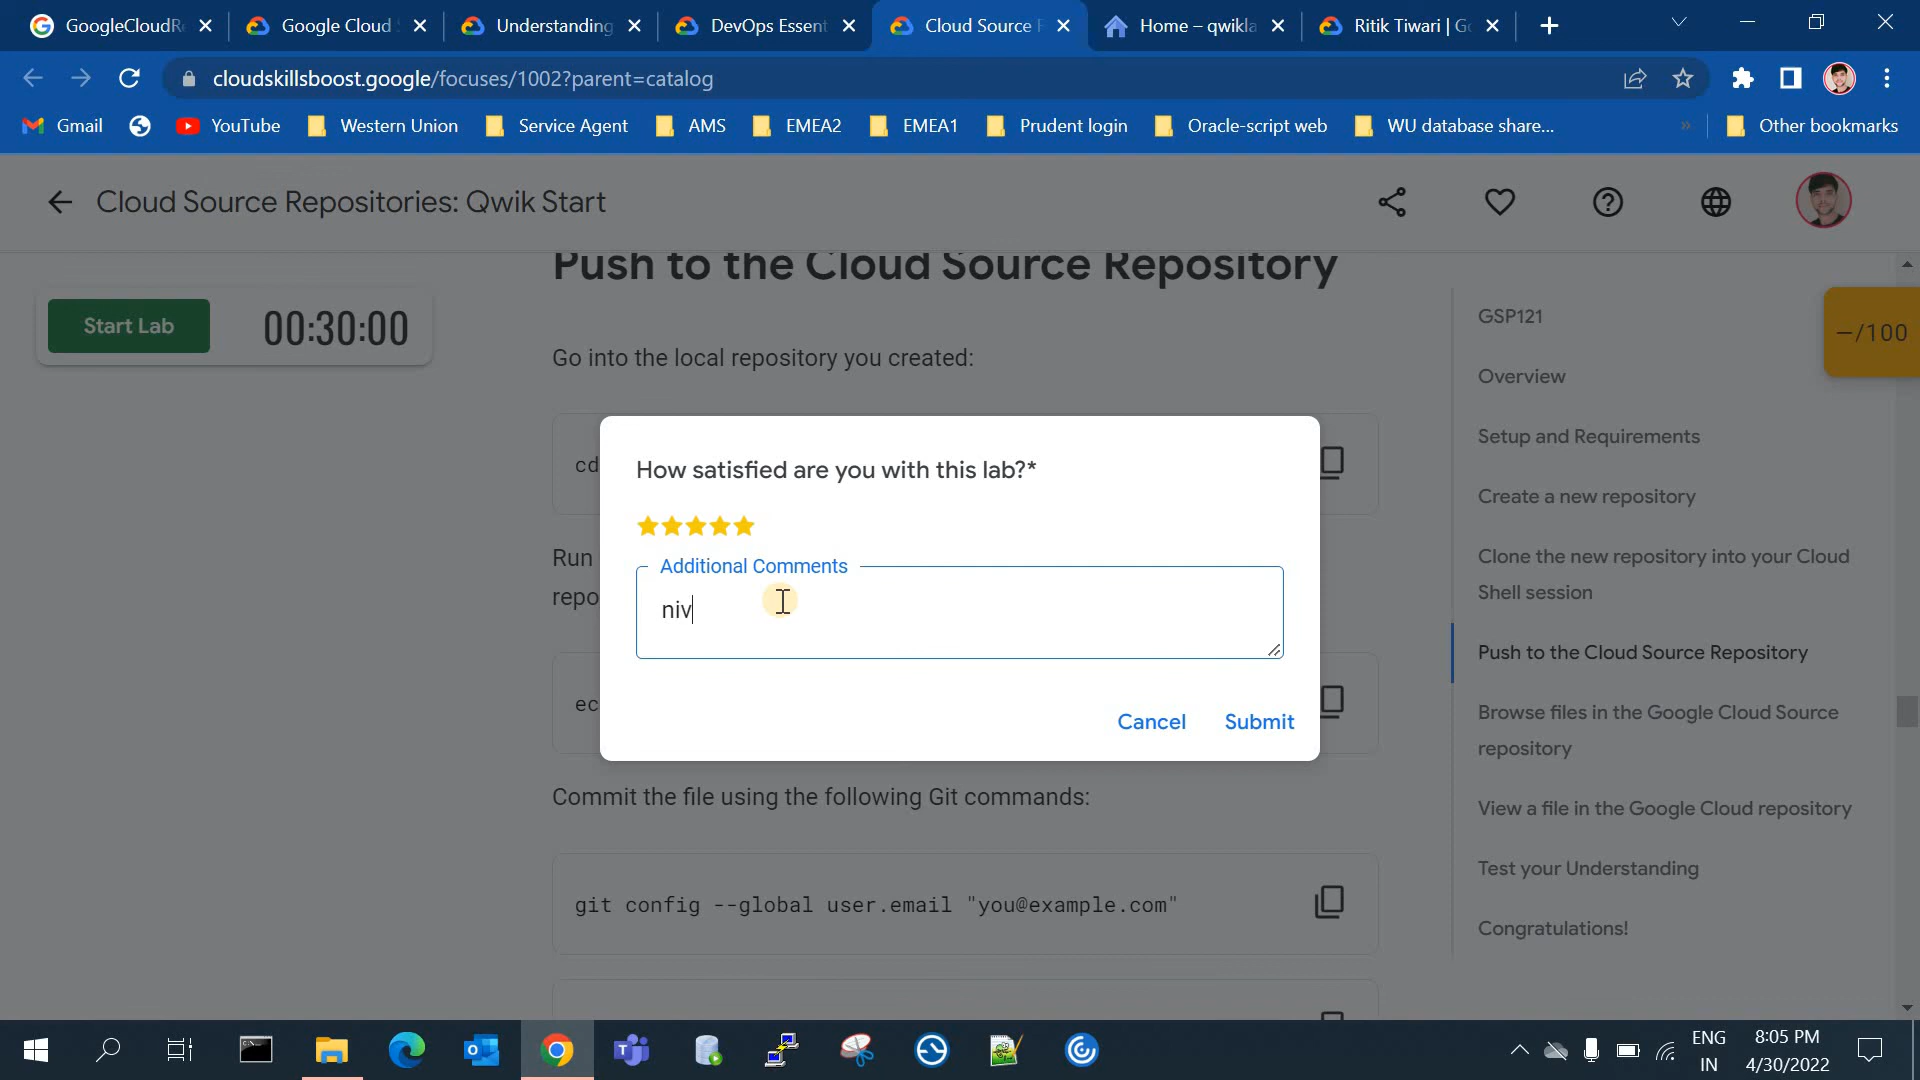 GoogleCloudRe
Google Cloud S
Understanding
DevOps Essent
Cloud Source R
Home – qwikla
Ritik Tiwari | Go
cloudskillsboost.google/focuses/1002?parent=catalog
Gmail
YouTube
Western Union
Service Agent
AMS
EMEA2
EMEA1
Prudent login
Oracle-script web
WU database share...
»
Other bookmarks
Cloud Source Repositories: Qwik Start
Push to the Cloud Source Repository
Start Lab
00:30:00
Go into the local repository you created:
cd
Run
repo
ec
Commit the file using the following Git commands:
git config --global user.email "you@example.com"
How satisfied are you with this lab?*
Additional Comments
niv
Cancel
Submit
GSP121
Overview
Setup and Requirements
Create a new repository
Clone the new repository into your Cloud
Shell session
Push to the Cloud Source Repository
Browse files in the Google Cloud Source
repository
View a file in the Google Cloud repository
Test your Understanding
Congratulations!
–/100
ENG
IN
8:05 PM
4/30/2022